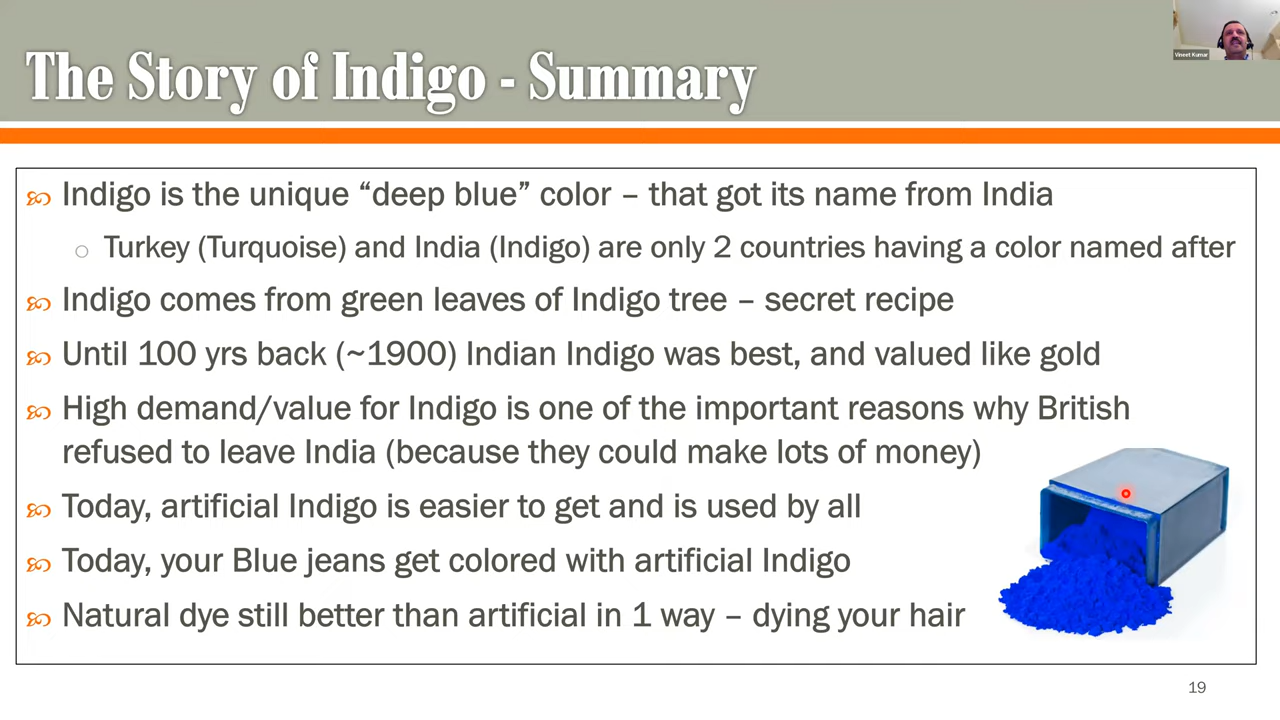 The Story of Indigo - Summary
Vineet Kumar
Indigo is the unique “deep blue” color – that got its name from India
Turkey (Turquoise) and India (Indigo) are only 2 countries having a color named after
Indigo comes from green leaves of Indigo tree – secret recipe
Until 100 yrs back (~1900) Indian Indigo was best, and valued like gold
High demand/value for Indigo is one of the important reasons why British
refused to leave India (because they could make lots of money)
Today, artificial Indigo is easier to get and is used by all
Today, your Blue jeans get colored with artificial Indigo
Natural dye still better than artificial in 1 way – dying your hair
19